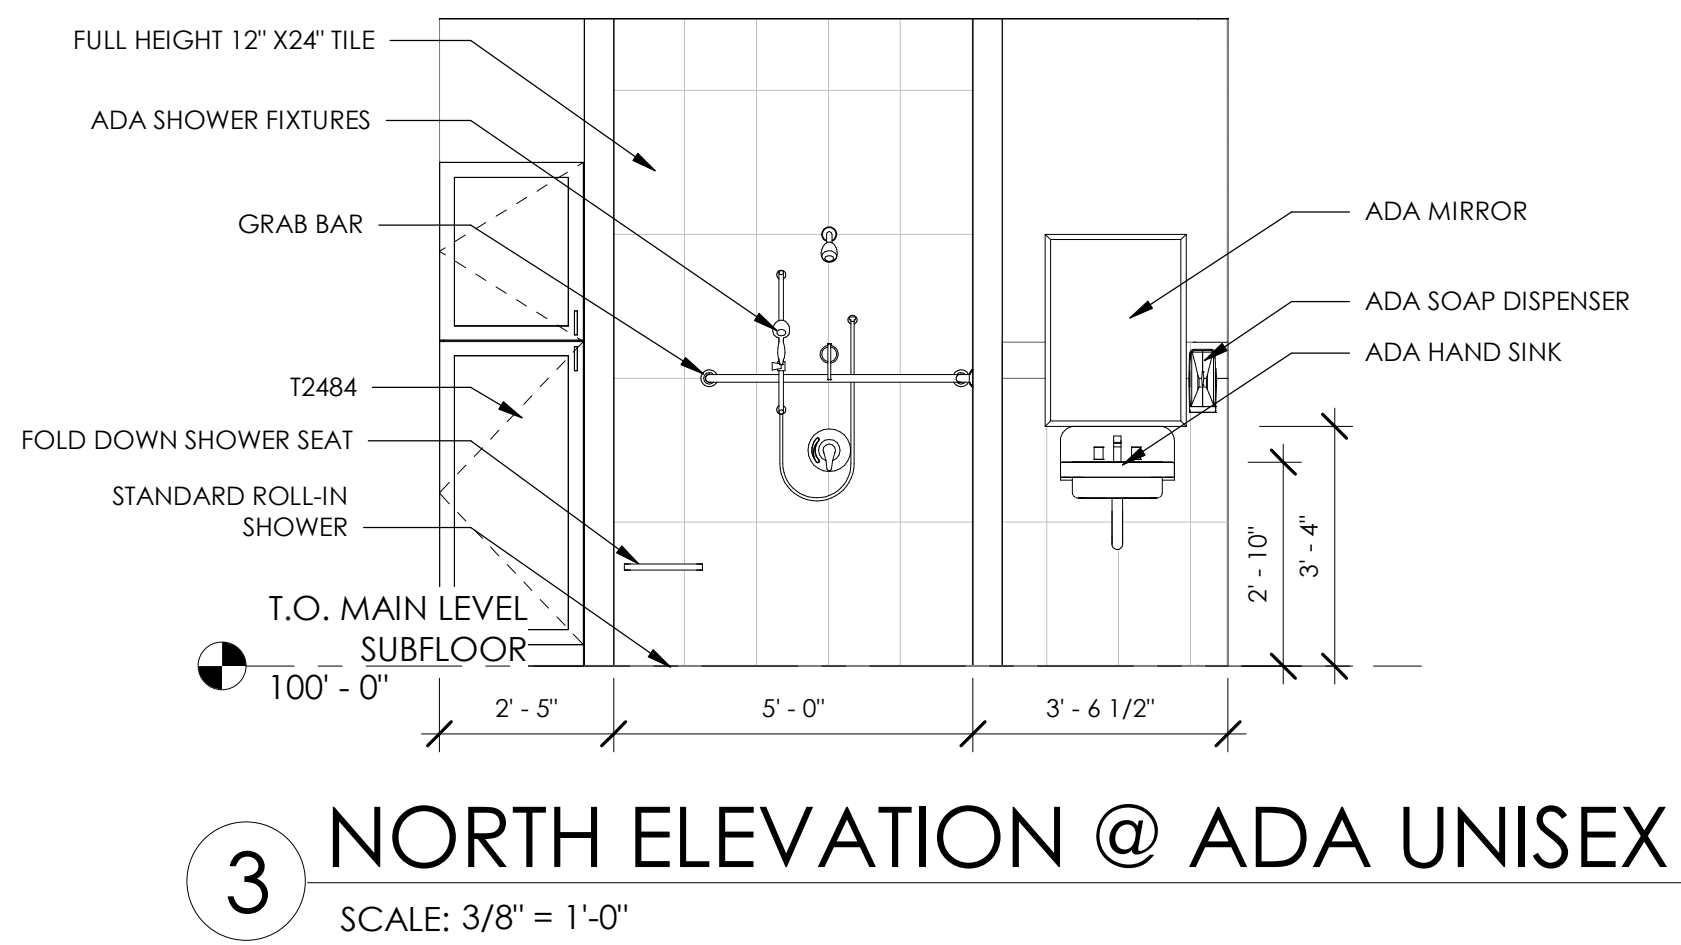 FULL HEIGHT 12" X24" TILE
ADA SHOWER FIXTURES
GRAB BAR
T2484
FOLD DOWN SHOWER SEAT
STANDARD ROLL-IN
SHOWER
ADA MIRROR
ADA SOAP DISPENSER
ADA HAND SINK
2' - 10"
3' - 4"
T.O. MAIN LEVEL
SUBFLOOR
100' - 0"
2' - 5"
5' - 0"
3' - 6 1/2"
3
NORTH ELEVATION @ ADA UNISEX
SCALE: 3/8" = 1'-0"